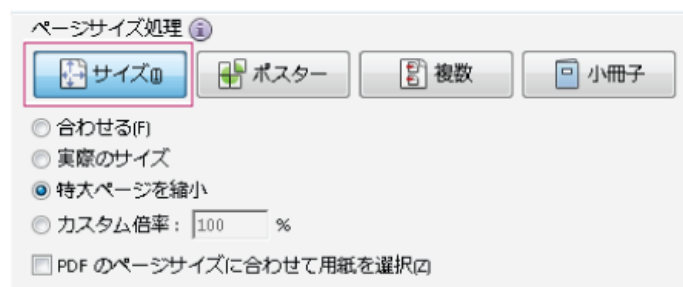 ページサイズ処理
サイズ(I) ポスター 複数 小冊子
合わせる(F)
実際のサイズ
特大ページを縮小
カスタム倍率： 100 %
PDF のページサイズに合わせて用紙を選択(Z)